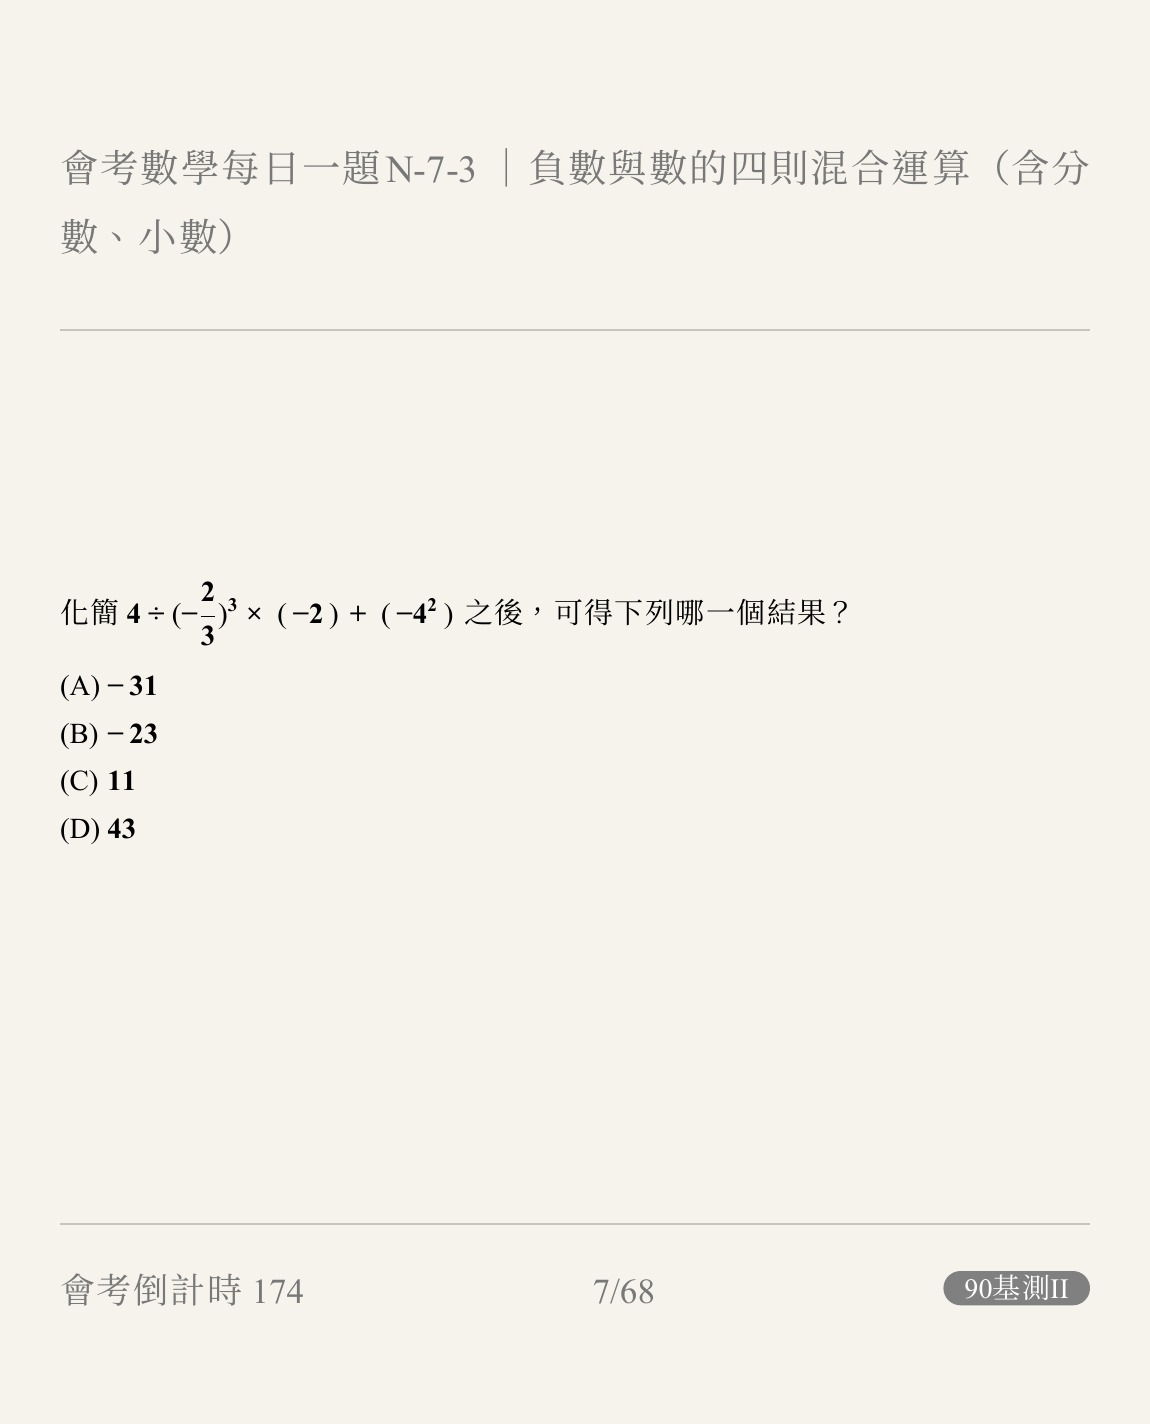 會考數學每日一題N-7-3 ｜負數與數的四則混合運算（含分
數、小數）
化簡 4 ÷ (−2/3)³ × (−2) + (−4²) 之後，可得下列哪一個結果？
(A) −31
(B) −23
(C) 11
(D) 43
會考倒計時 174
7/68
90基測II